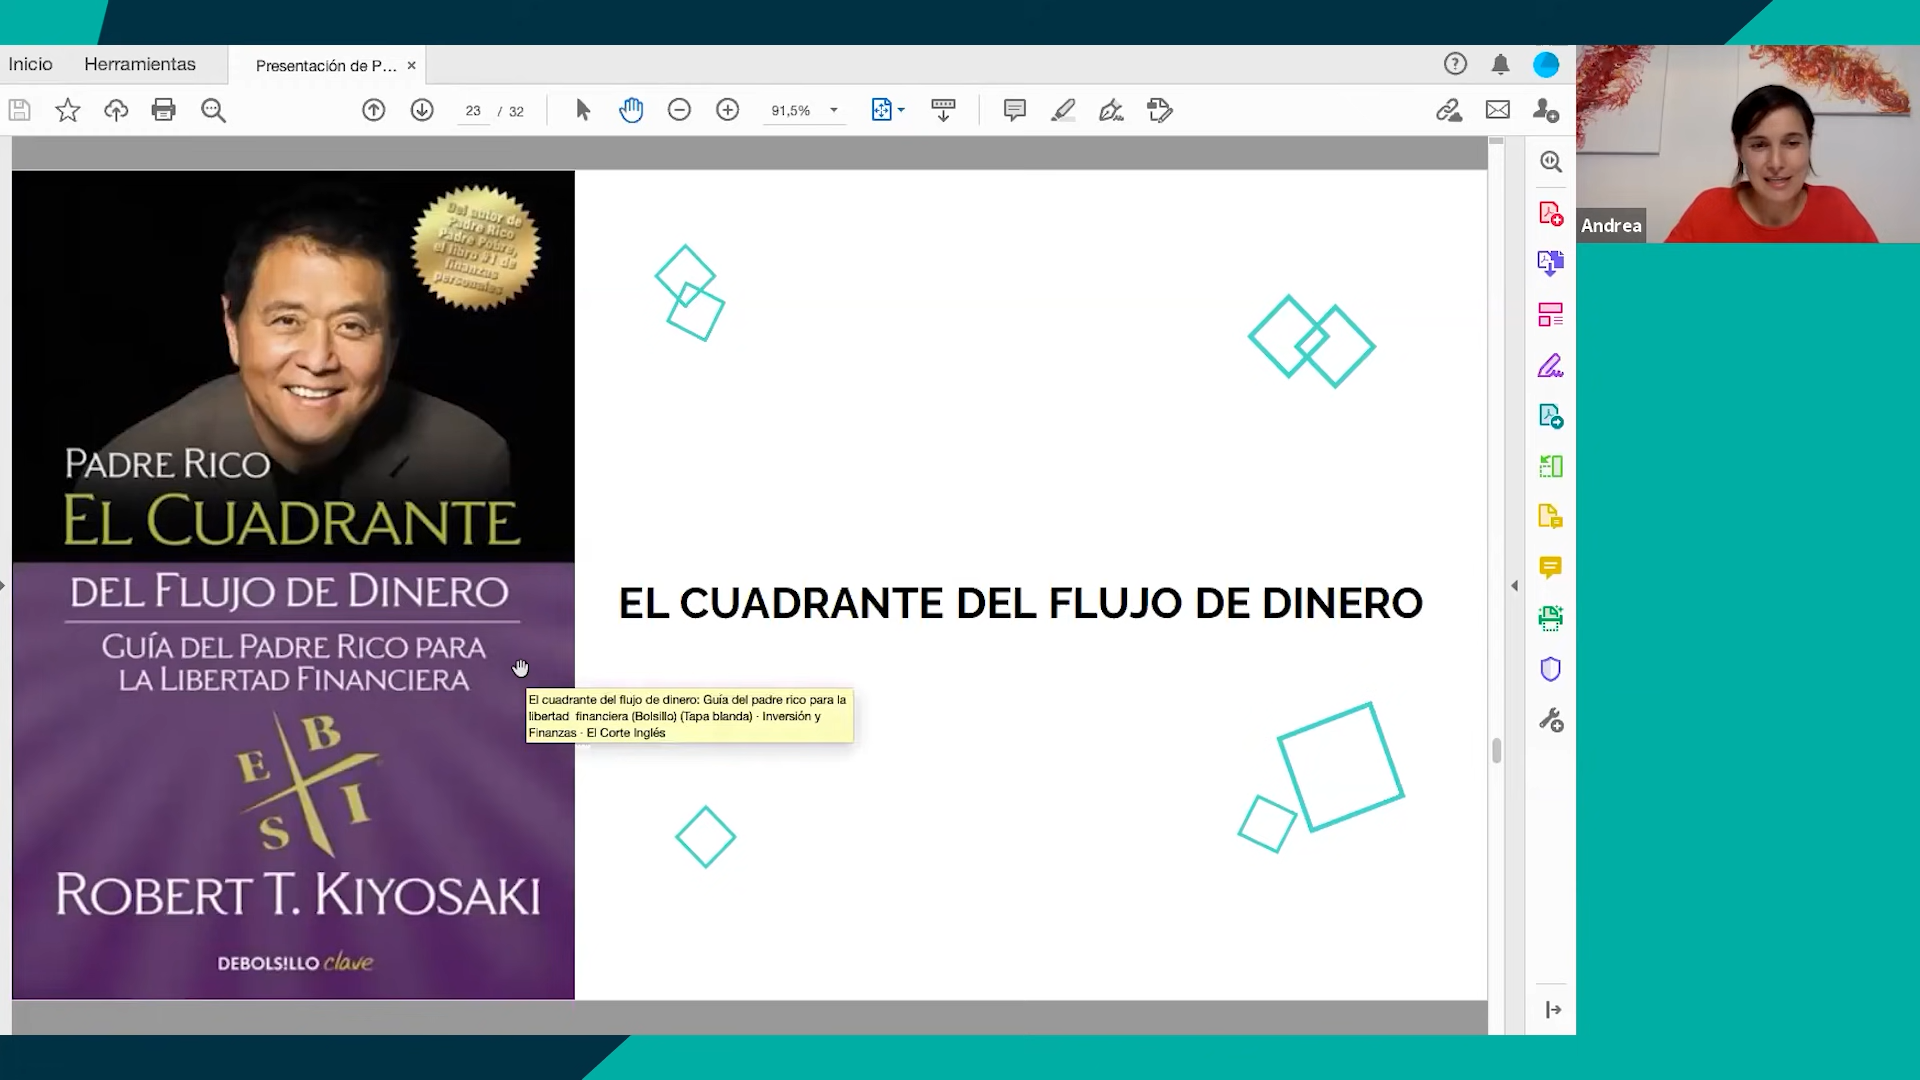 Inicio
Herramientas
Presentación de P...
23 / 32
91,5%
Andrea
Del autor de
Padre Rico
Padre Pobre,
el libro #1 de
finanzas
personales
PADRE RICO
EL CUADRANTE
DEL FLUJO DE DINERO
GUÍA DEL PADRE RICO PARA
LA LIBERTAD FINANCIERA
E B
S I
ROBERT T. KIYOSAKI
DEBOLS!LLO clave
EL CUADRANTE DEL FLUJO DE DINERO
El cuadrante del flujo de dinero: Guía del padre rico para la
libertad financiera (Bolsillo) (Tapa blanda) · Inversión y
Finanzas · El Corte Inglés